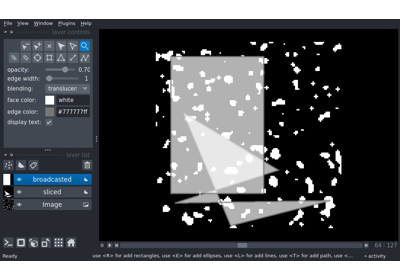 File View Window Plugins Help
layer controls
opacity: 0.70
edge width: 1
blending: translucen
face color: white
edge color: #777777ff
display text:
layer list
broadcasted
sliced
Image
64 127
Ready use <R> for add rectangles, use <E> for add ellipses, use <L> for add lines, use <T> for add path, use <... activity